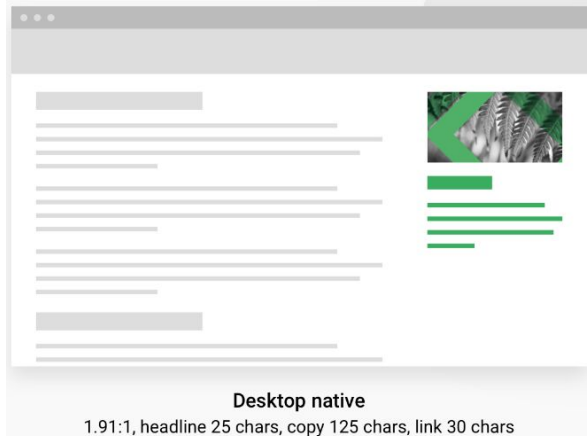 Desktop native
1.91:1, headline 25 chars, copy 125 chars, link 30 chars